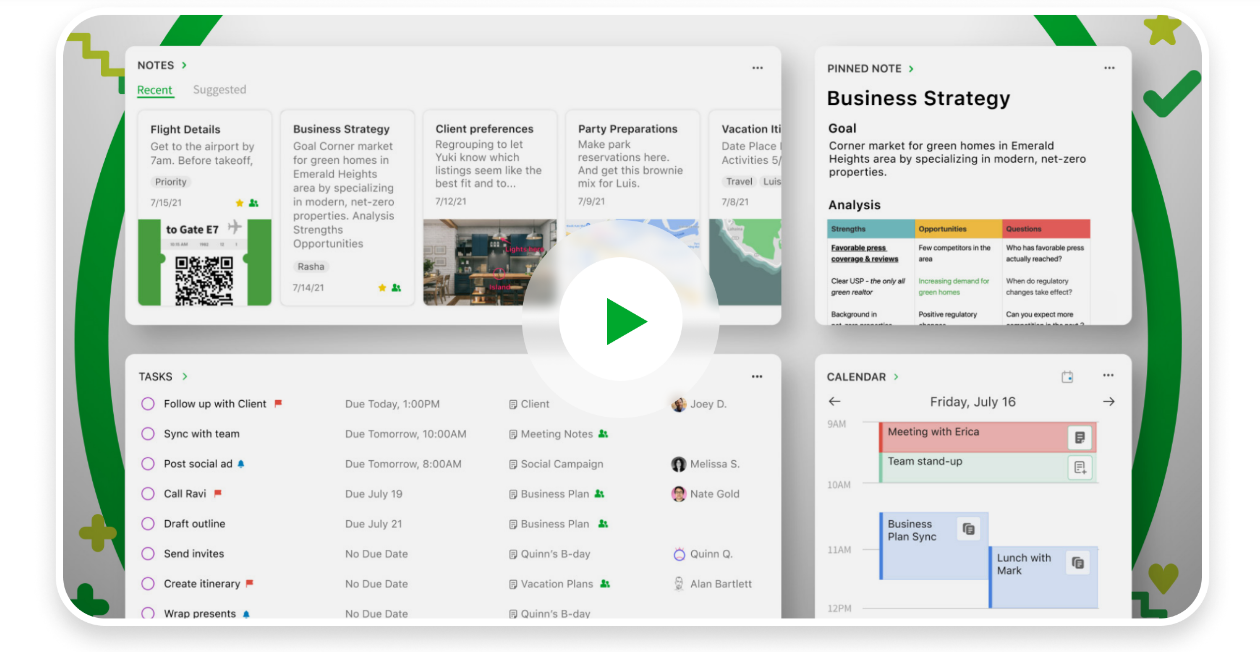 NOTES
Recent Suggested
Flight Details
Get to the airport by
7am. Before takeoff,
Priority
7/15/21
to Gate E7
Business Strategy
Goal Corner market
for green homes in
Emerald Heights
area by specializing
in modern, net-zero
properties. Analysis
Strengths
Opportunities
Rasha
7/14/21
Client preferences
Regrouping to let
Yuki know which
listings seem like the
best fit and to...
7/12/21
Lights
Island
Party Preparations
Make park
reservations here.
And get this brownie
mix for Luis.
7/9/21
Vacation Iti
Date Place
Activities 5/
Travel Luis
7/8/21
PINNED NOTE
Business Strategy
Goal
Corner market for green homes in Emerald
Heights area by specializing in modern, net-zero
properties.
Analysis
Strengths Opportunities Questions
Favorable press
coverage & reviews
Few competitors in the
area
Who has favorable press
actually reached?
Clear USP - the only all
green realtor
Increasing demand for
green homes
When do regulatory
changes take effect?
Background in
Positive regulatory
Can you expect more
TASKS
Follow up with Client Due Today, 1:00PM Client Joey D.
Sync with team Due Tomorrow, 10:00AM Meeting Notes
Post social ad Due Tomorrow, 8:00AM Social Campaign Melissa S.
Call Ravi Due July 19 Business Plan Nate Gold
Draft outline Due July 21 Business Plan
Send invites No Due Date Quinn's B-day Quinn Q.
Create itinerary No Due Date Vacation Plans Alan Bartlett
Wrap presents No Due Date Quinn's B-day
CALENDAR
Friday, July 16
9AM
Meeting with Erica
Team stand-up
10AM
Business
Plan Sync
11AM
Lunch with
Mark
12PM